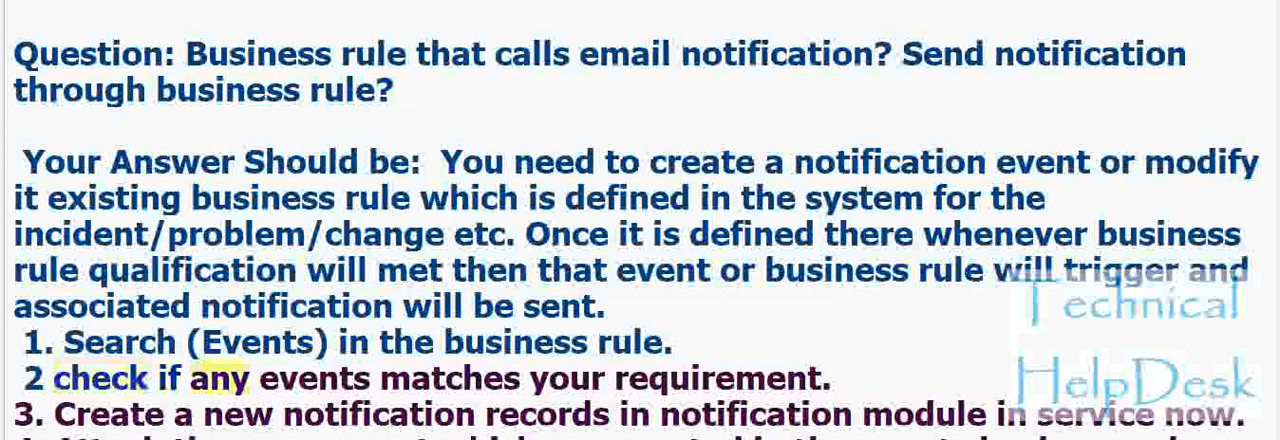 Question: Business rule that calls email notification? Send notification
through business rule?
Your Answer Should be:  You need to create a notification event or modify
it existing business rule which is defined in the system for the
incident/problem/change etc. Once it is defined there whenever business
rule qualification will met then that event or business rule will trigger and
associated notification will be sent.
1. Search (Events) in the business rule.
2 check if any events matches your requirement.
3. Create a new notification records in notification module in service now.
Technical
HelpDesk